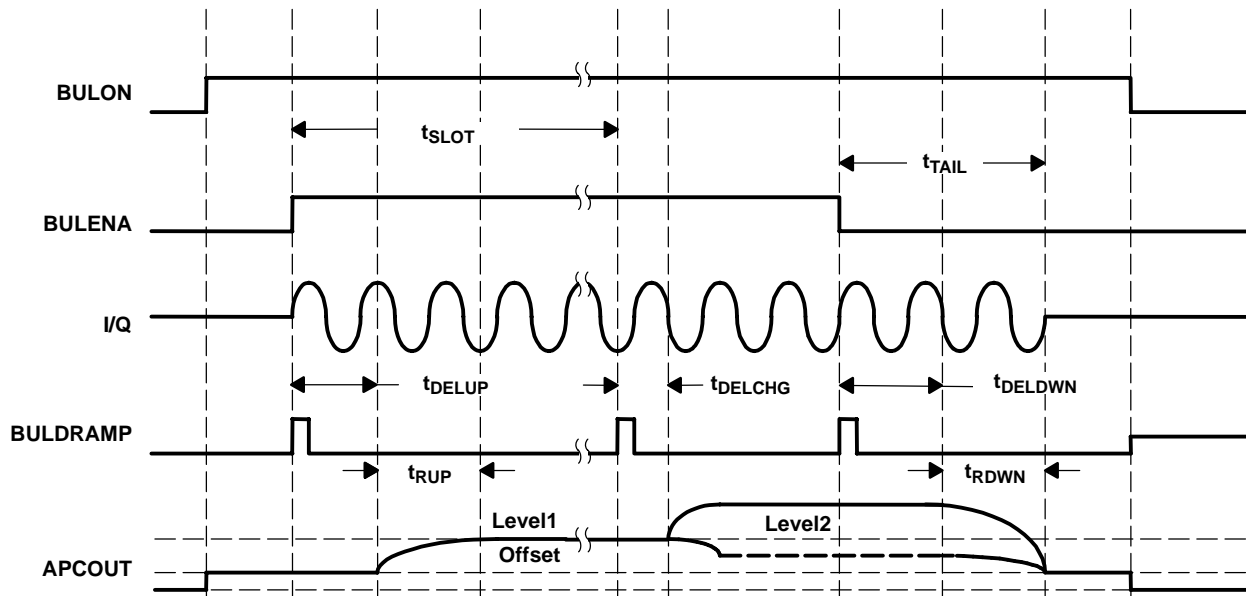 BULON
tSLOT
tTAIL
BULENA
I/Q
tDELUP
tDELCHG
tDELDWN
BULDRAMP
tRUP
tRDWN
Level1
Level2
Offset
APCOUT